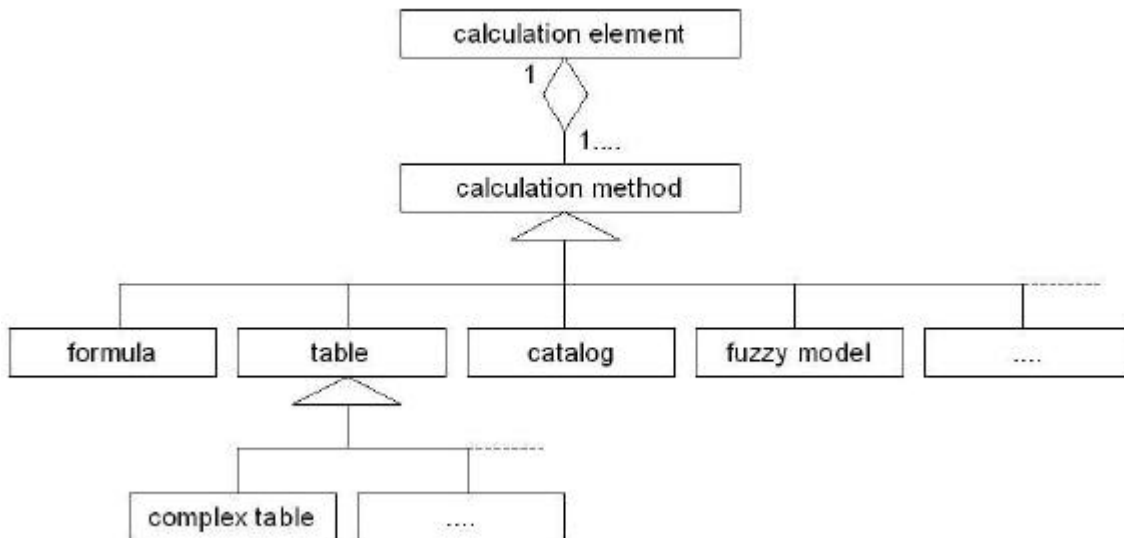 calculation element
1
1....
calculation method
formula
table
catalog
fuzzy model
....
complex table
....